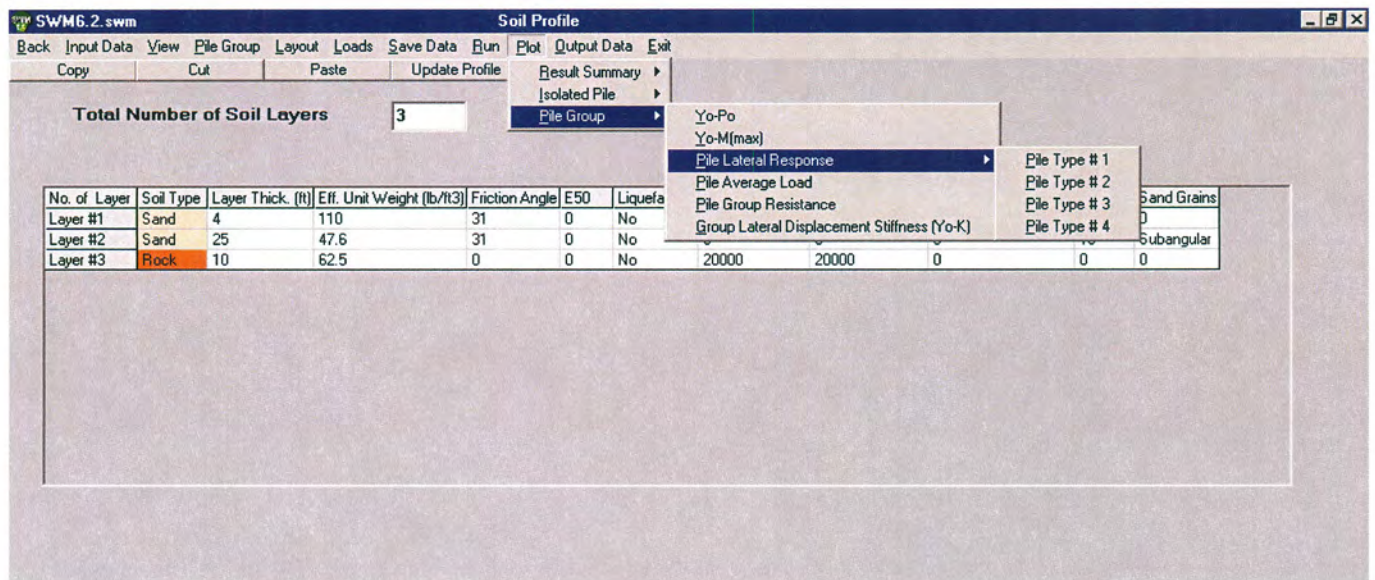 SWM6.2.swm Soil Profile
Back Input Data View Pile Group Layout Loads Save Data Run Plot Output Data Exit
Copy Cut Paste Update Profile
Result Summary
Isolated Pile
Pile Group
Total Number of Soil Layers 3
Yo-Po
Yo-M(max)
Pile Lateral Response
Pile Average Load
Pile Group Resistance
Group Lateral Displacement Stiffness (Yo-K)
Pile Type # 1
Pile Type # 2
Pile Type # 3
Pile Type # 4
No. of Layer Soil Type Layer Thick. (ft) Eff. Unit Weight (lb/ft3) Friction Angle E50 Liquefa Sand Grains
Layer #1 Sand 4 110 31 0 No
Layer #2 Sand 25 47.6 31 0 No Subangular
Layer #3 Rock 10 62.5 0 0 No 20000 20000 0 0 0